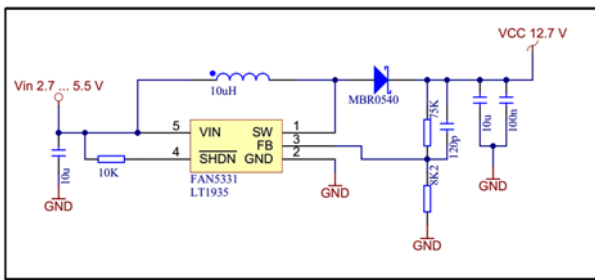 VCC 12.7 V
Vin 2.7 ... 5.5 V
10uH
MBR0540
75K
120p
10u
100n
5 VIN SW 1
FB 3
4 SHDN GND 2
10u
10K
FAN5331
LT1935
8K2
GND
GND
GND
GND